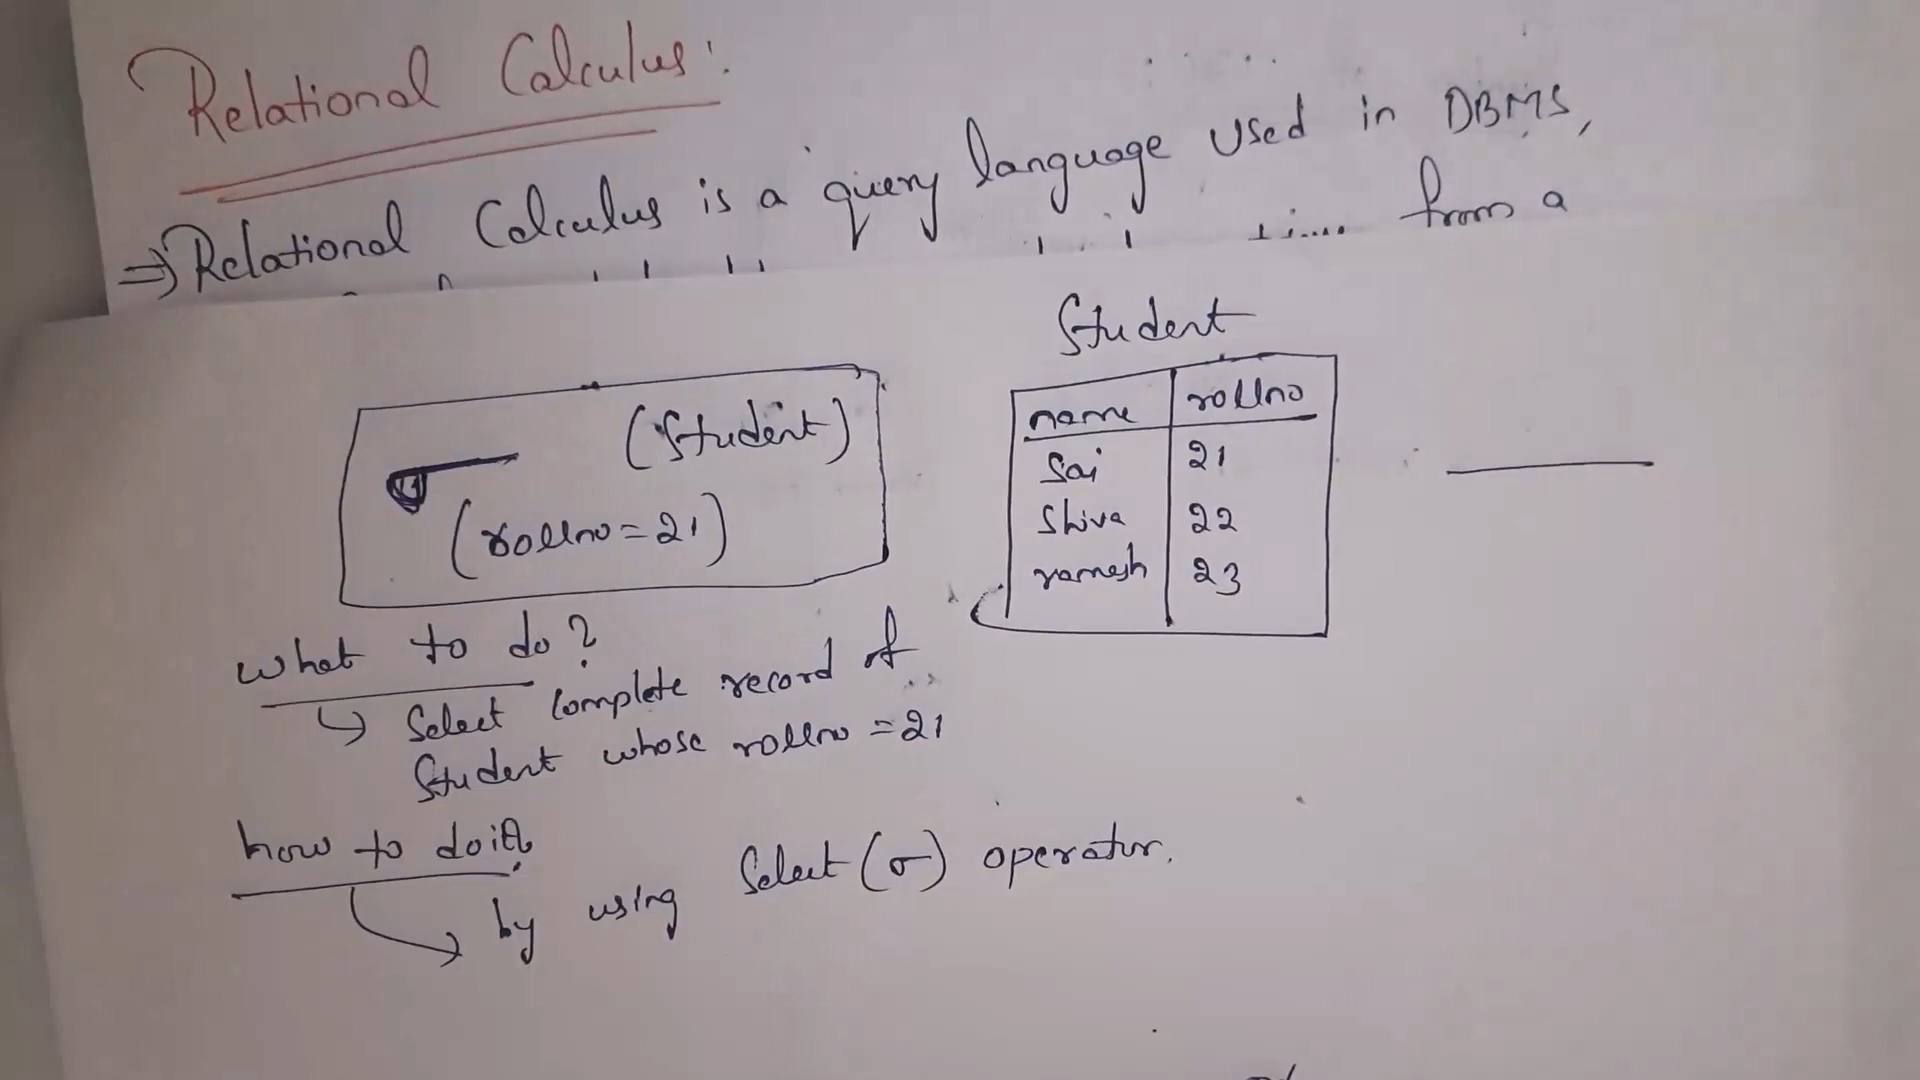 Relational Calculus:
⇒ Relational Calculus is a query language used in DBMS,
from a
σ (Student)
(rollno=21)
Student
name rollno
Sai 21
Shiva 22
ramesh 23
what to do?
↳ Select complete record of
Student whose rollno = 21
how to do it?
by using Select (σ) operator.